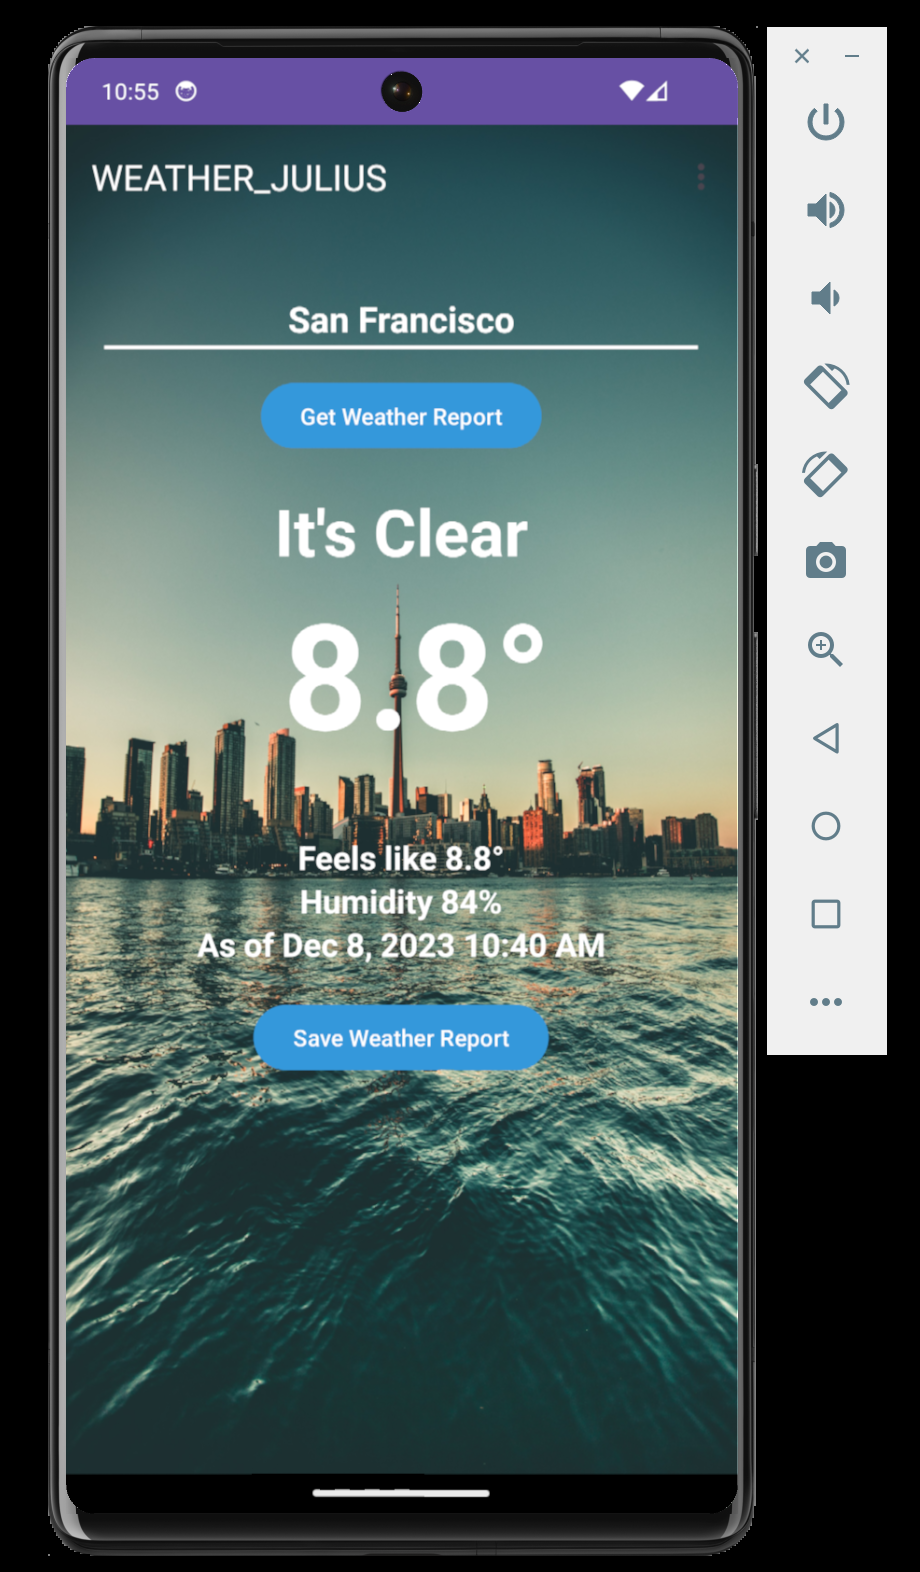 10:55
WEATHER_JULIUS
San Francisco
Get Weather Report
It's Clear
8.8°
Feels like 8.8°
Humidity 84%
As of Dec 8, 2023 10:40 AM
Save Weather Report